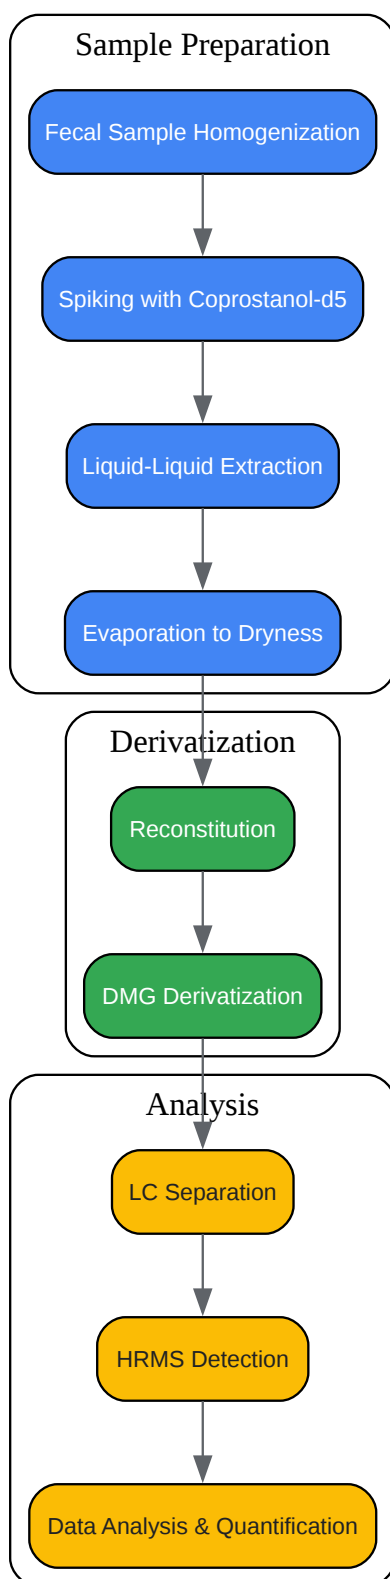 Sample Preparation
Fecal Sample Homogenization
Spiking with Coprostanol-d5
Liquid-Liquid Extraction
Evaporation to Dryness
Derivatization
Reconstitution
DMG Derivatization
Analysis
LC Separation
HRMS Detection
Data Analysis & Quantification